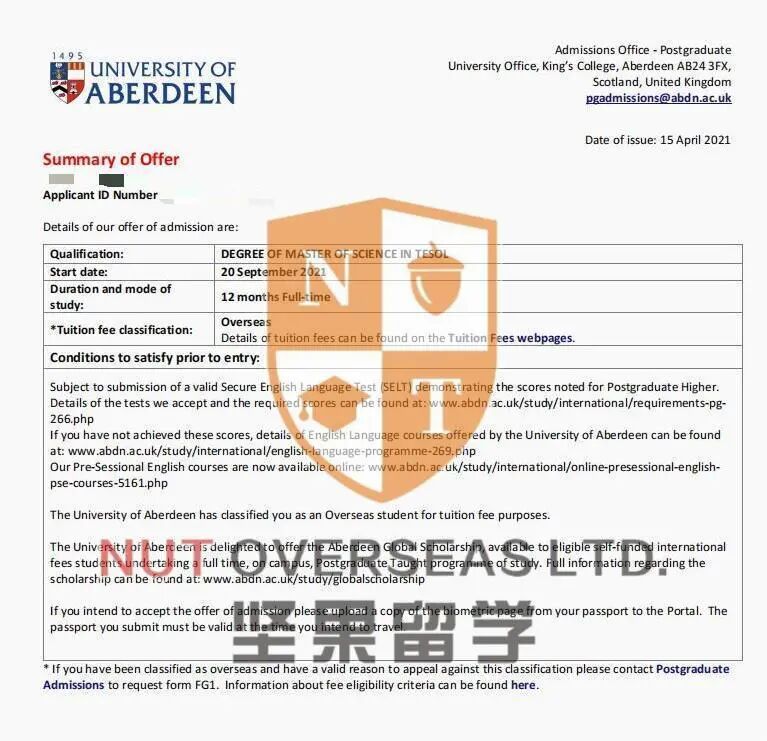 1495
UNIVERSITY OF
ABERDEEN
Admissions Office - Postgraduate
University Office, King's College, Aberdeen AB24 3FX,
Scotland, United Kingdom
pgadmissions@abdn.ac.uk
Date of issue: 15 April 2021
Summary of Offer
Applicant ID Number
Details of our offer of admission are:
Qualification: DEGREE OF MASTER OF SCIENCE IN TESOL
Start date: 20 September 2021
Duration and mode of
study: 12 months Full-time
*Tuition fee classification: Overseas
Details of tuition fees can be found on the Tuition Fees webpages.
Conditions to satisfy prior to entry:
Subject to submission of a valid Secure English Language Test (SELT) demonstrating the scores noted for Postgraduate Higher.
Details of the tests we accept and the required scores can be found at: www.abdn.ac.uk/study/international/requirements-pg-
266.php
If you have not achieved these scores, details of English Language courses offered by the University of Aberdeen can be found
at: www.abdn.ac.uk/study/international/english-language-programme-269.php
Our Pre-Sessional English courses are now available online: www.abdn.ac.uk/study/international/online-presessional-english-
pse-courses-5161.php
The University of Aberdeen has classified you as an Overseas student for tuition fee purposes.
The University of Aberdeen is delighted to offer the Aberdeen Global Scholarship, available to eligible self-funded international
fees students undertaking a full time, on campus, Postgraduate Taught programme of study. Full information regarding the
scholarship can be found at: www.abdn.ac.uk/study/globalscholarship
If you intend to accept the offer of admission please upload a copy of the biometric page from your passport to the Portal. The
passport you submit must be valid at the time you intend to travel.
* If you have been classified as overseas and have a valid reason to appeal against this classification please contact Postgraduate
Admissions to request form FG1. Information about fee eligibility criteria can be found here.
N
T
NUT OVERSEAS LTD.
坚果留学